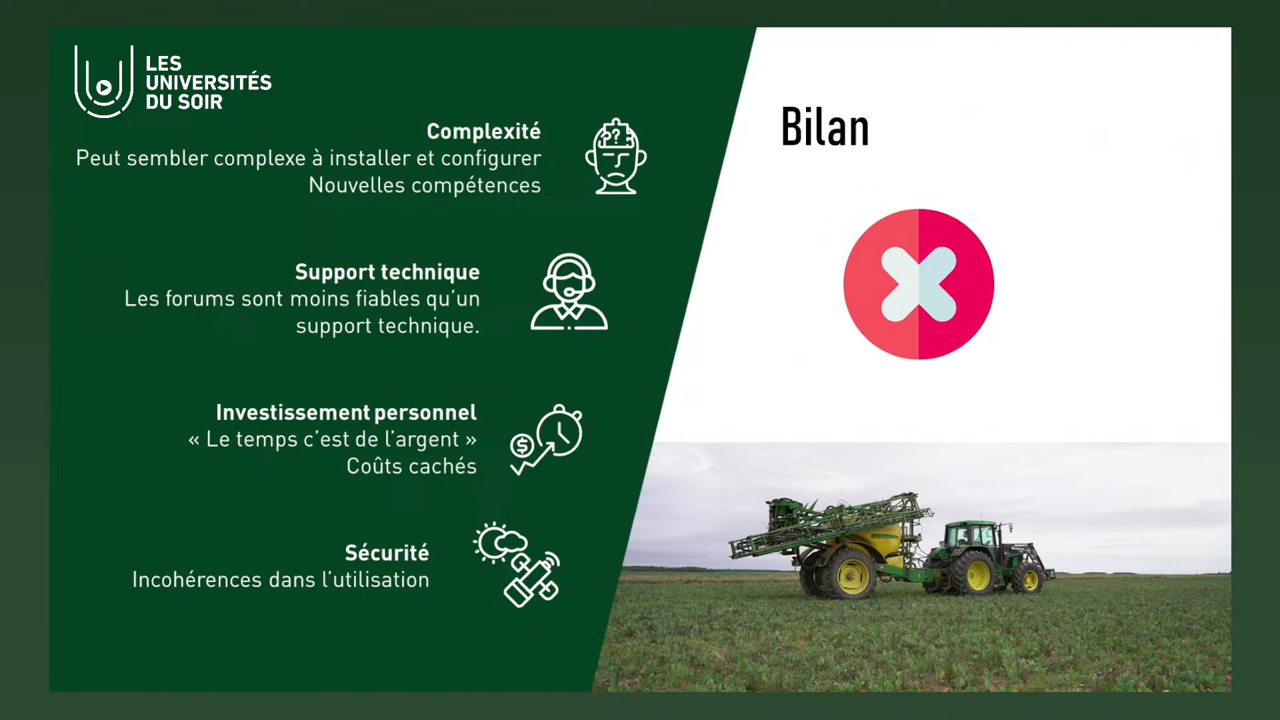 LES
UNIVERSITÉS
DU SOIR
Complexité
Peut sembler complexe à installer et configurer
Nouvelles compétences
Support technique
Les forums sont moins fiables qu’un
support technique.
Investissement personnel
« Le temps c’est de l’argent »
Coûts cachés
Sécurité
Incohérences dans l’utilisation
Bilan